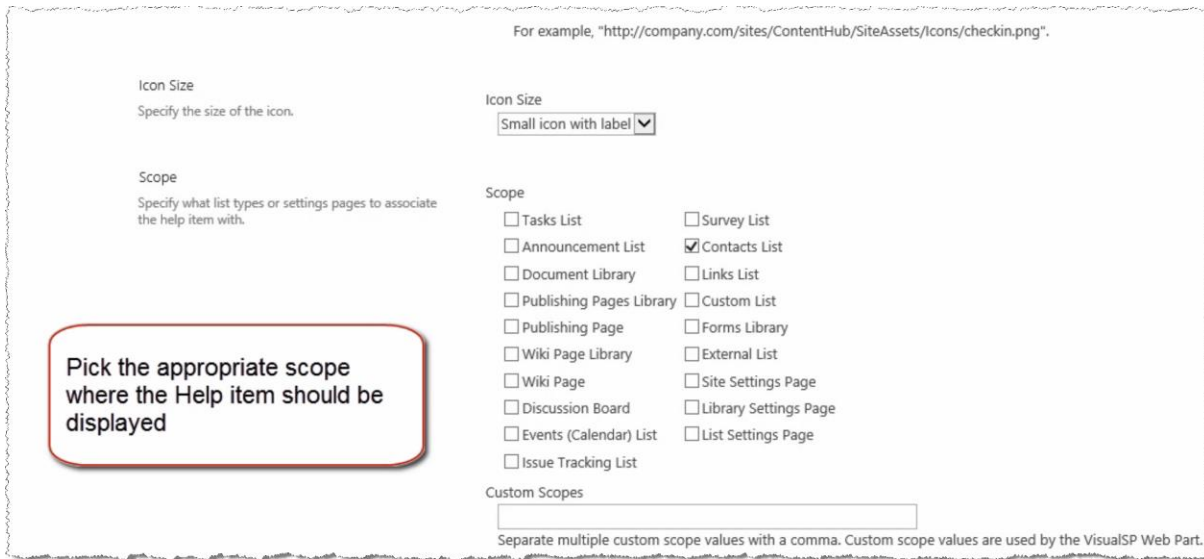 For example, "http://company.com/sites/ContentHub/SiteAssets/Icons/checkin.png".
Icon Size
Specify the size of the icon.
Icon Size
Small icon with label
Scope
Specify what list types or settings pages to associate
the help item with.
Scope
Tasks List
Survey List
Announcement List
Contacts List
Document Library
Links List
Publishing Pages Library
Custom List
Publishing Page
Forms Library
Wiki Page Library
External List
Wiki Page
Site Settings Page
Discussion Board
Library Settings Page
Events (Calendar) List
List Settings Page
Issue Tracking List
Pick the appropriate scope
where the Help item should be
displayed
Custom Scopes
Separate multiple custom scope values with a comma. Custom scope values are used by the VisualSP Web Part